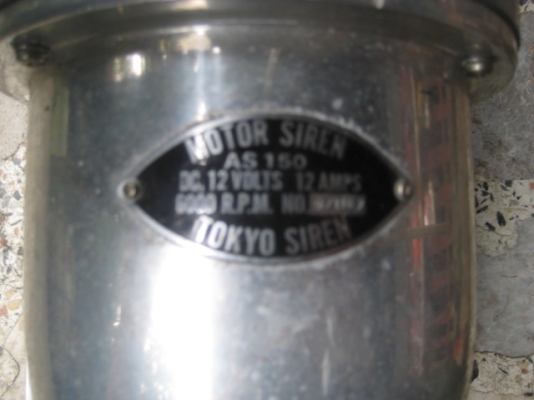 MOTOR SIREN
AS 150
DC, 12 VOLTS 12 AMPS
6000 R.P.M. NO.
TOKYO SIREN